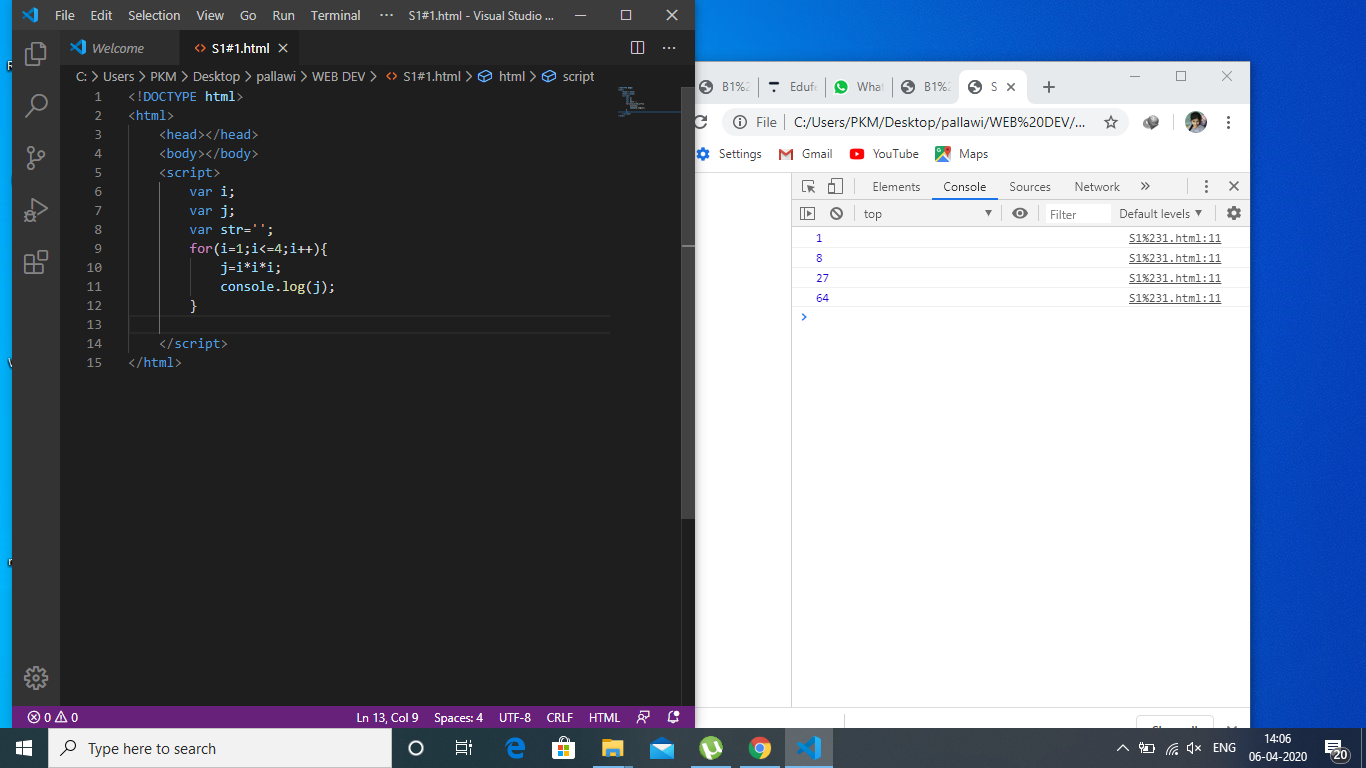 File Edit Selection View Go Run Terminal ··· S1#1.html - Visual Studio ...
Welcome S1#1.html
C: > Users > PKM > Desktop > pallawi > WEB DEV > S1#1.html > html > script
1 <!DOCTYPE html>
2 <html>
3 <head></head>
4 <body></body>
5 <script>
6 var i;
7 var j;
8 var str='';
9 for(i=1;i<=4;i++){
10 j=i*i*i;
11 console.log(j);
12 }
13
14 </script>
15 </html>
0 0 Ln 13, Col 9 Spaces: 4 UTF-8 CRLF HTML
B1%2 Edufe What B1%2 S
File | C:/Users/PKM/Desktop/pallawi/WEB%20DEV/...
Settings Gmail YouTube Maps
Elements Console Sources Network »
top Filter Default levels
1 S1%231.html:11
8 S1%231.html:11
27 S1%231.html:11
64 S1%231.html:11
>
Type here to search
ENG 14:06
06-04-2020
20